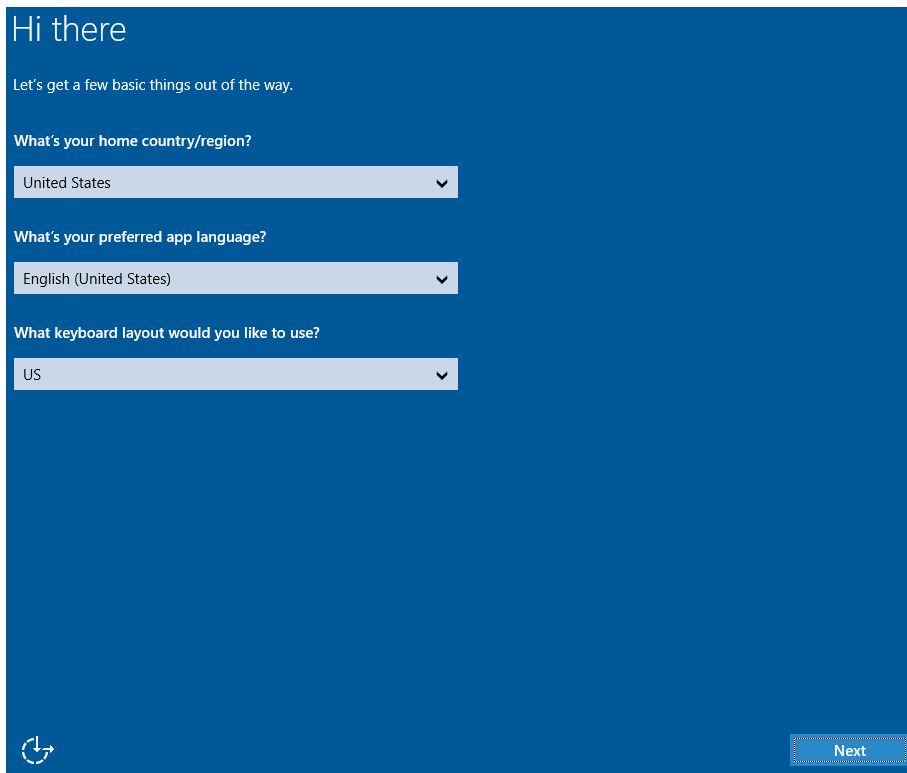 Hi there
Let's get a few basic things out of the way.
What's your home country/region?
United States
What's your preferred app language?
English (United States)
What keyboard layout would you like to use?
US
Next